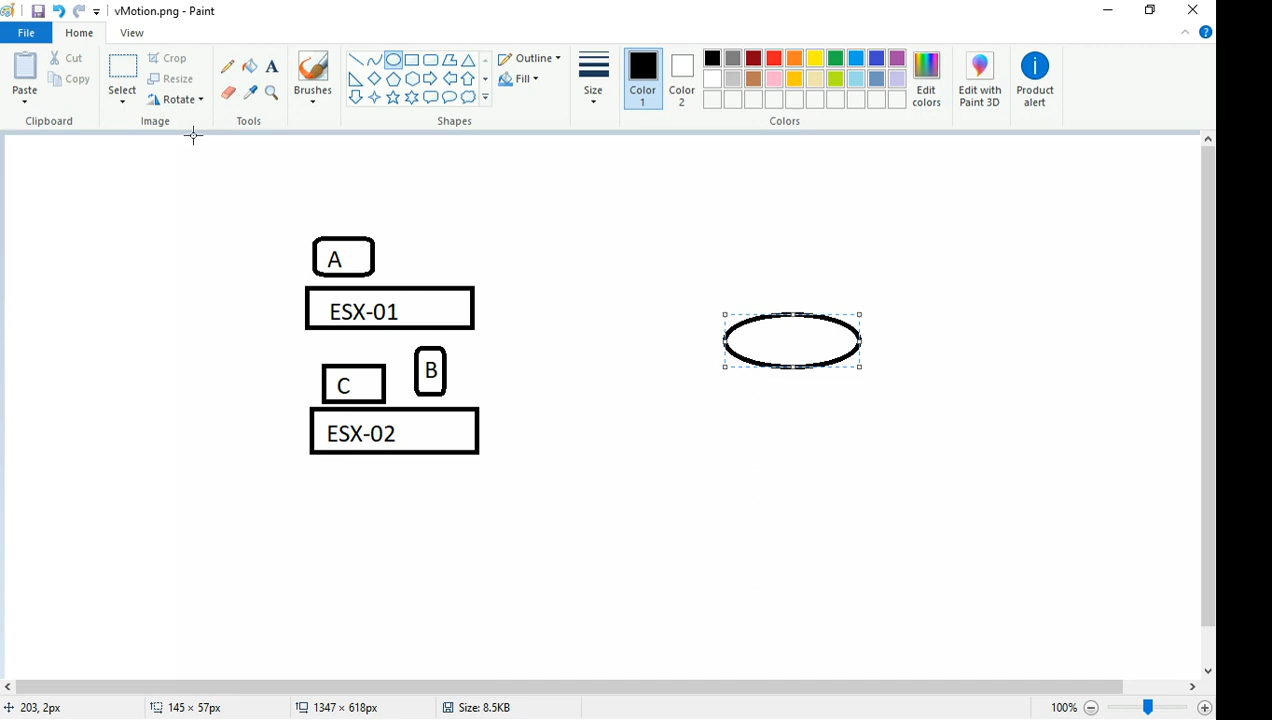 vMotion.png - Paint
File Home View
Paste
Cut
Copy
Clipboard
Select
Crop
Resize
Rotate
Image
A
Tools
Brushes
Shapes
Outline
Fill
Size
Color 1
Color 2
Edit colors
Colors
Edit with Paint 3D
Product alert
A
ESX-01
C
B
ESX-02
203, 2px
145 × 57px
1347 × 618px
Size: 8.5KB
100%